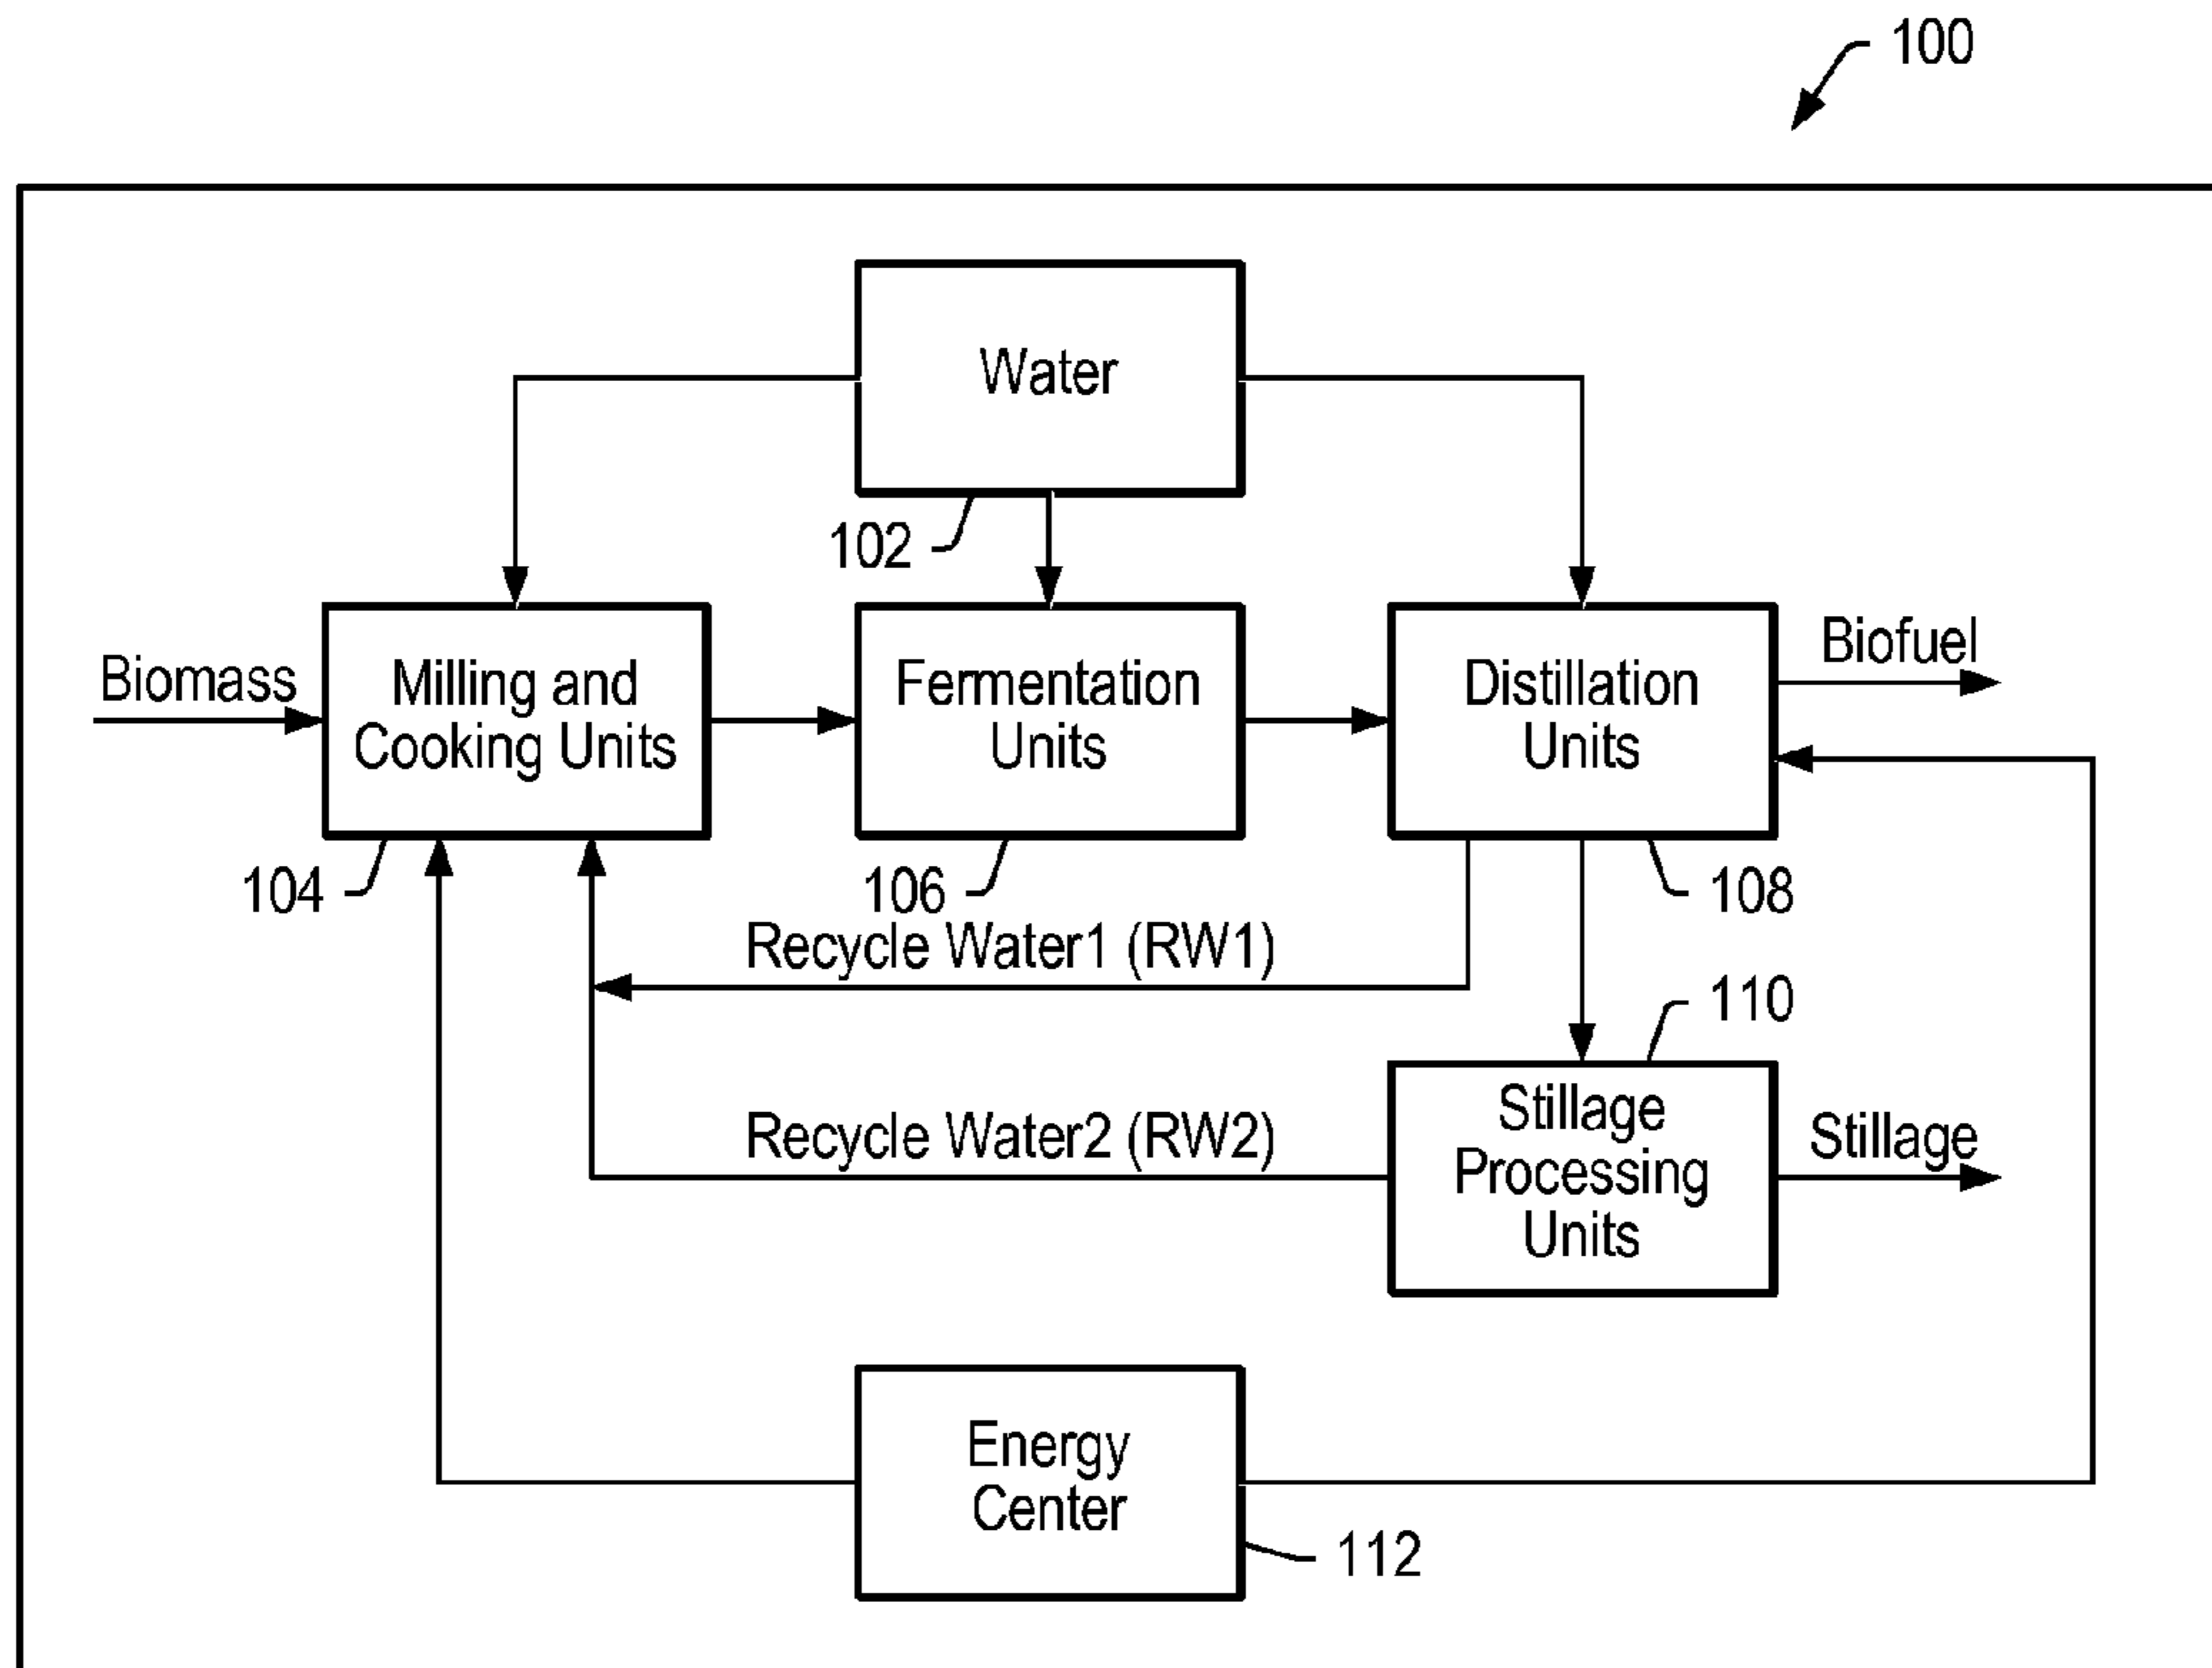 100
Water
102
Biomass
Milling and
Cooking Units
104
Fermentation
Units
106
Distillation
Units
108
Biofuel
Recycle Water1 (RW1)
110
Recycle Water2 (RW2)
Stillage
Processing
Units
Stillage
Energy
Center
112